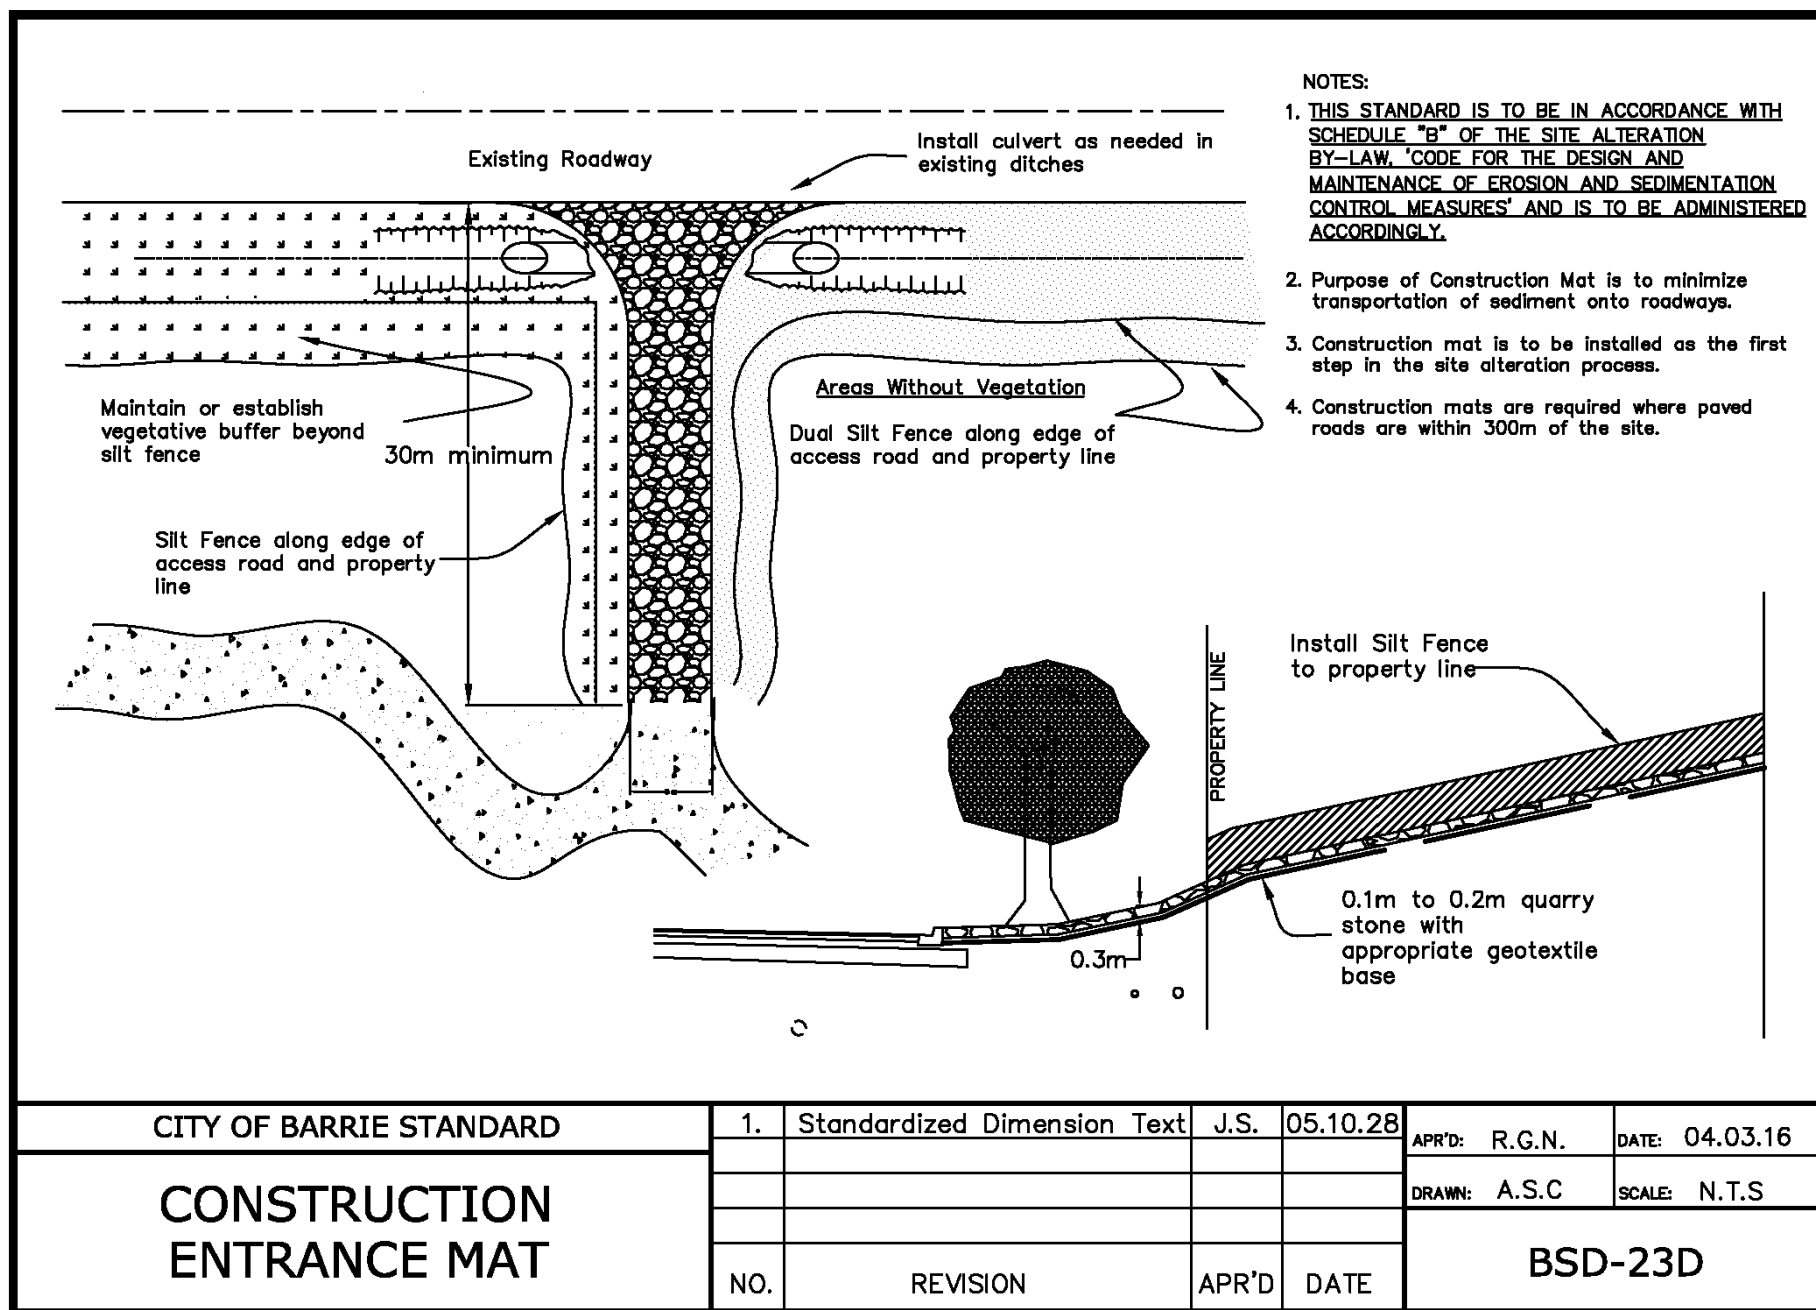 NOTES:
1. THIS STANDARD IS TO BE IN ACCORDANCE WITH
SCHEDULE "B" OF THE SITE ALTERATION
BY-LAW, 'CODE FOR THE DESIGN AND
MAINTENANCE OF EROSION AND SEDIMENTATION
CONTROL MEASURES' AND IS TO BE ADMINISTERED
ACCORDINGLY.
2. Purpose of Construction Mat is to minimize
transportation of sediment onto roadways.
3. Construction mat is to be installed as the first
step in the site alteration process.
4. Construction mats are required where paved
roads are within 300m of the site.
Existing Roadway
Install culvert as needed in
existing ditches
Maintain or establish
vegetative buffer beyond
silt fence
30m minimum
Areas Without Vegetation
Dual Silt Fence along edge of
access road and property line
Silt Fence along edge of
access road and property
line
PROPERTY LINE
Install Silt Fence
to property line
0.1m to 0.2m quarry
stone with
appropriate geotextile
base
0.3m
CITY OF BARRIE STANDARD
CONSTRUCTION
ENTRANCE MAT
1. Standardized Dimension Text J.S. 05.10.28
NO. REVISION APR'D DATE
APR'D: R.G.N. DATE: 04.03.16
DRAWN: A.S.C SCALE: N.T.S
BSD-23D